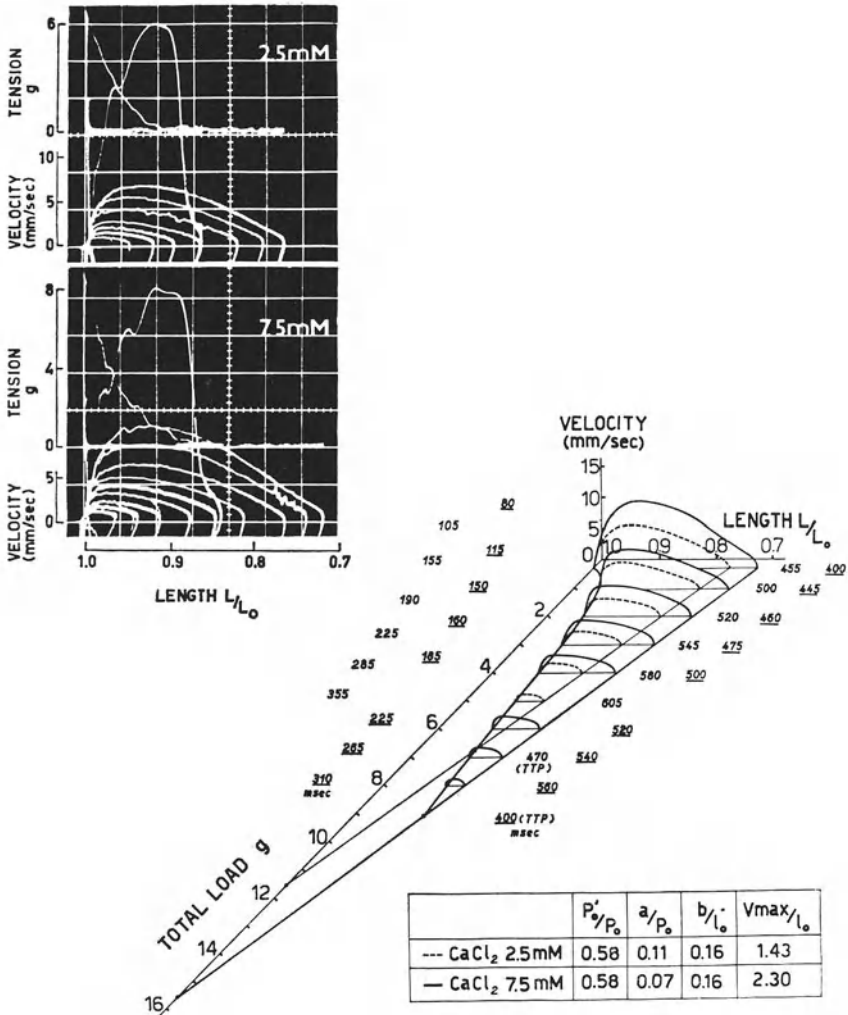 6
TENSION
g
2.5mM
0
10
VELOCITY
(mm/sec)
5
0
8
TENSION
g
7.5mM
4
0
VELOCITY
(mm/sec)
5
0
1.0 0.9 0.8 0.7
LENGTH L/Lo
VELOCITY
(mm/sec)
15
10
5
0
1.0 0.9 0.8 0.7
LENGTH L/Lo
80
105
115
155
150
190
160
225
185
285
355
225
265
310
msec
455 400
500 445
520 460
545 475
580 500
605
520
470
(TTP)
540
560
400 (TTP)
msec
2
4
6
8
10
12
14
16
TOTAL LOAD g
P'o/Po a/Po b/lo Vmax/lo
--- CaCl2 2.5mM 0.58 0.11 0.16 1.43
— CaCl2 7.5 mM 0.58 0.07 0.16 2.30